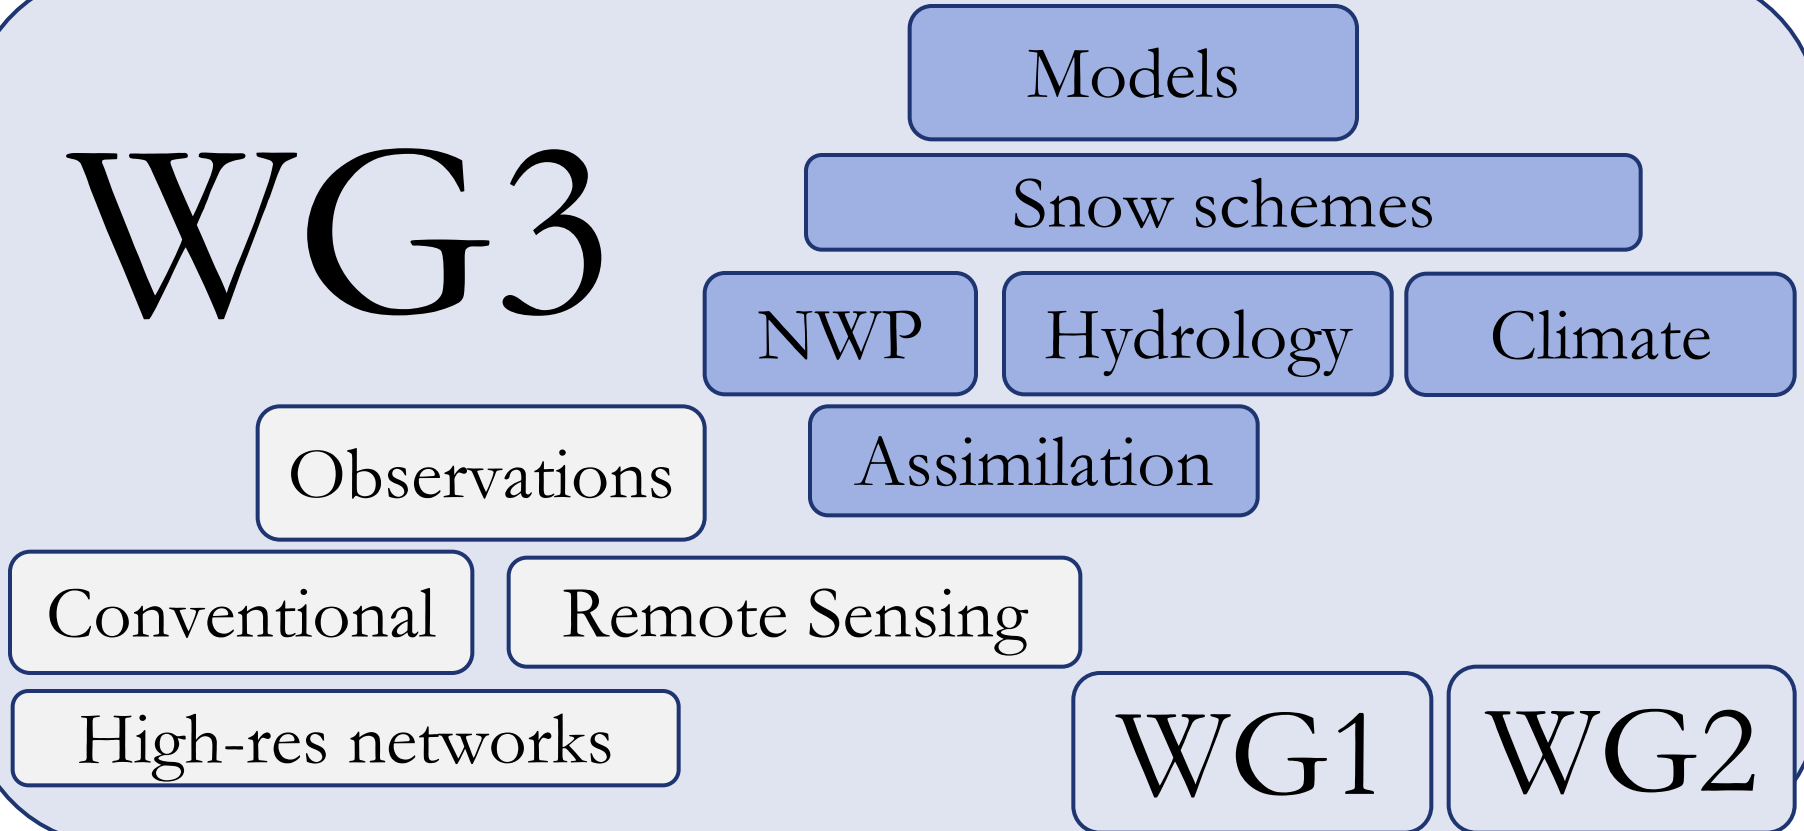 Models
WG3
Snow schemes
NWP
Hydrology
Climate
Observations
Assimilation
Conventional
Remote Sensing
High-res networks
WG1
WG2